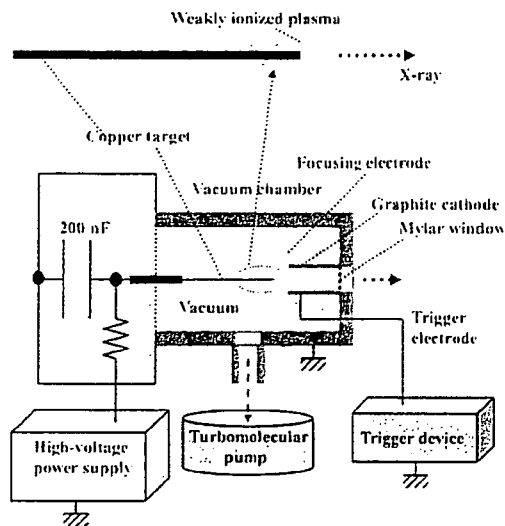 Weakly ionized plasma
X-ray
Copper target
Focusing electrode
Vacuum chamber
Graphite cathode
200 nF
Mylar window
Vacuum
Trigger
electrode
High-voltage
power supply
Turbomolecular
pump
Trigger device